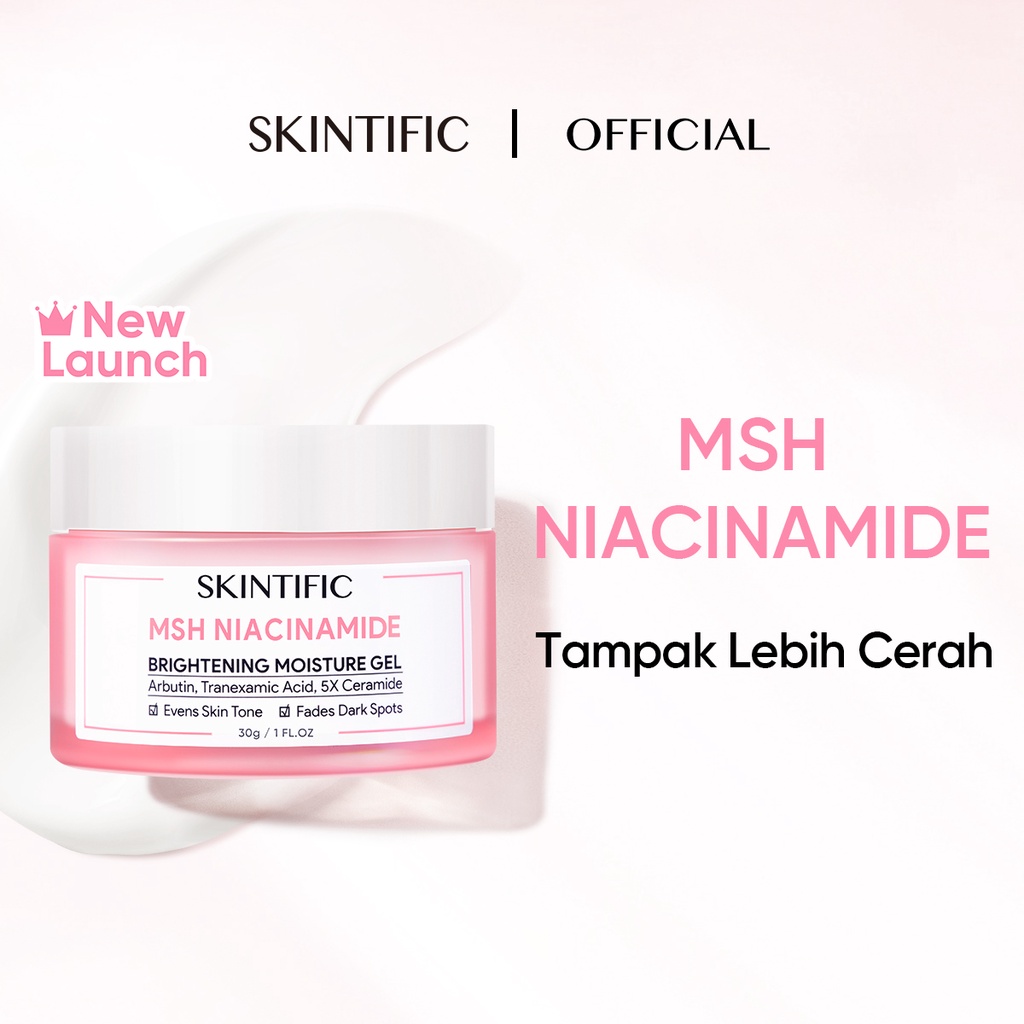 SKINTIFIC | OFFICIAL
New
Launch
MSH
NIACINAMIDE
Tampak Lebih Cerah
SKINTIFIC
MSH NIACINAMIDE
BRIGHTENING MOISTURE GEL
Arbutin, Tranexamic Acid, 5X Ceramide
☑ Evens Skin Tone ☑ Fades Dark Spots
30g / 1 FL.OZ